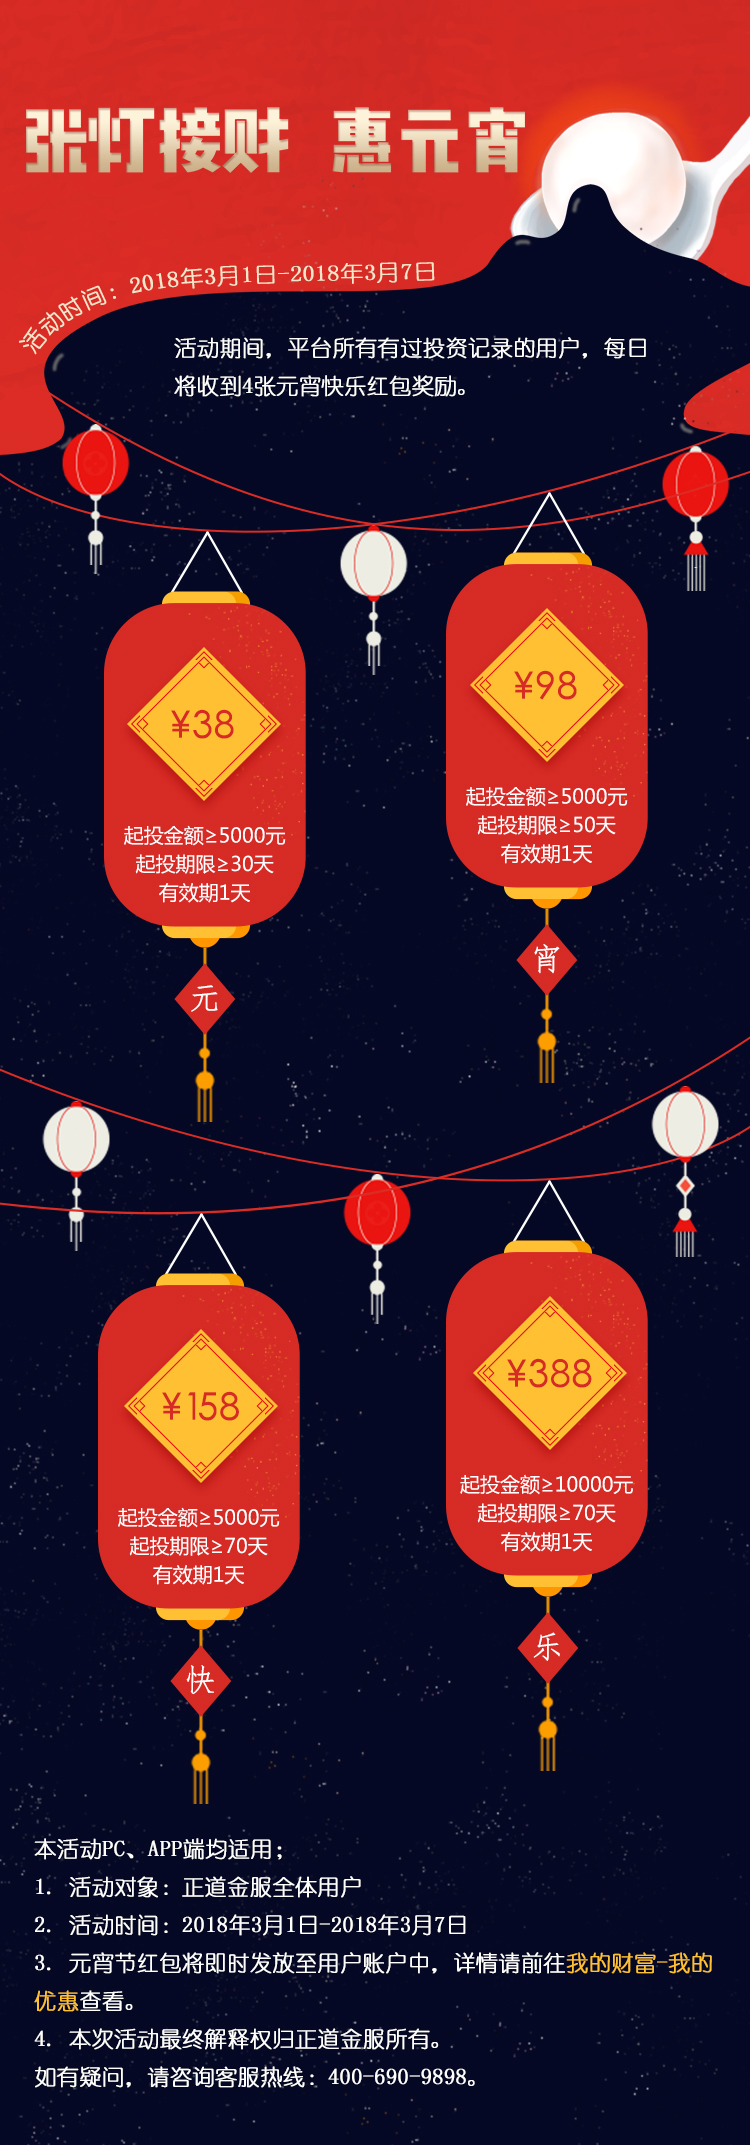 张灯接财 惠元宵
活动时间：2018年3月1日-2018年3月7日
活动期间，平台所有有过投资记录的用户，每日
将收到4张元宵快乐红包奖励。
¥38
起投金额≥5000元
起投期限≥30天
有效期1天
元
¥98
起投金额≥5000元
起投期限≥50天
有效期1天
宵
¥158
起投金额≥5000元
起投期限≥70天
有效期1天
快
¥388
起投金额≥10000元
起投期限≥70天
有效期1天
乐
本活动PC、APP端均适用；
1. 活动对象：正道金服全体用户
2. 活动时间：2018年3月1日-2018年3月7日
3. 元宵节红包将即时发放至用户账户中，详情请前往我的财富-我的
优惠查看。
4. 本次活动最终解释权归正道金服所有。
如有疑问，请咨询客服热线：400-690-9898。